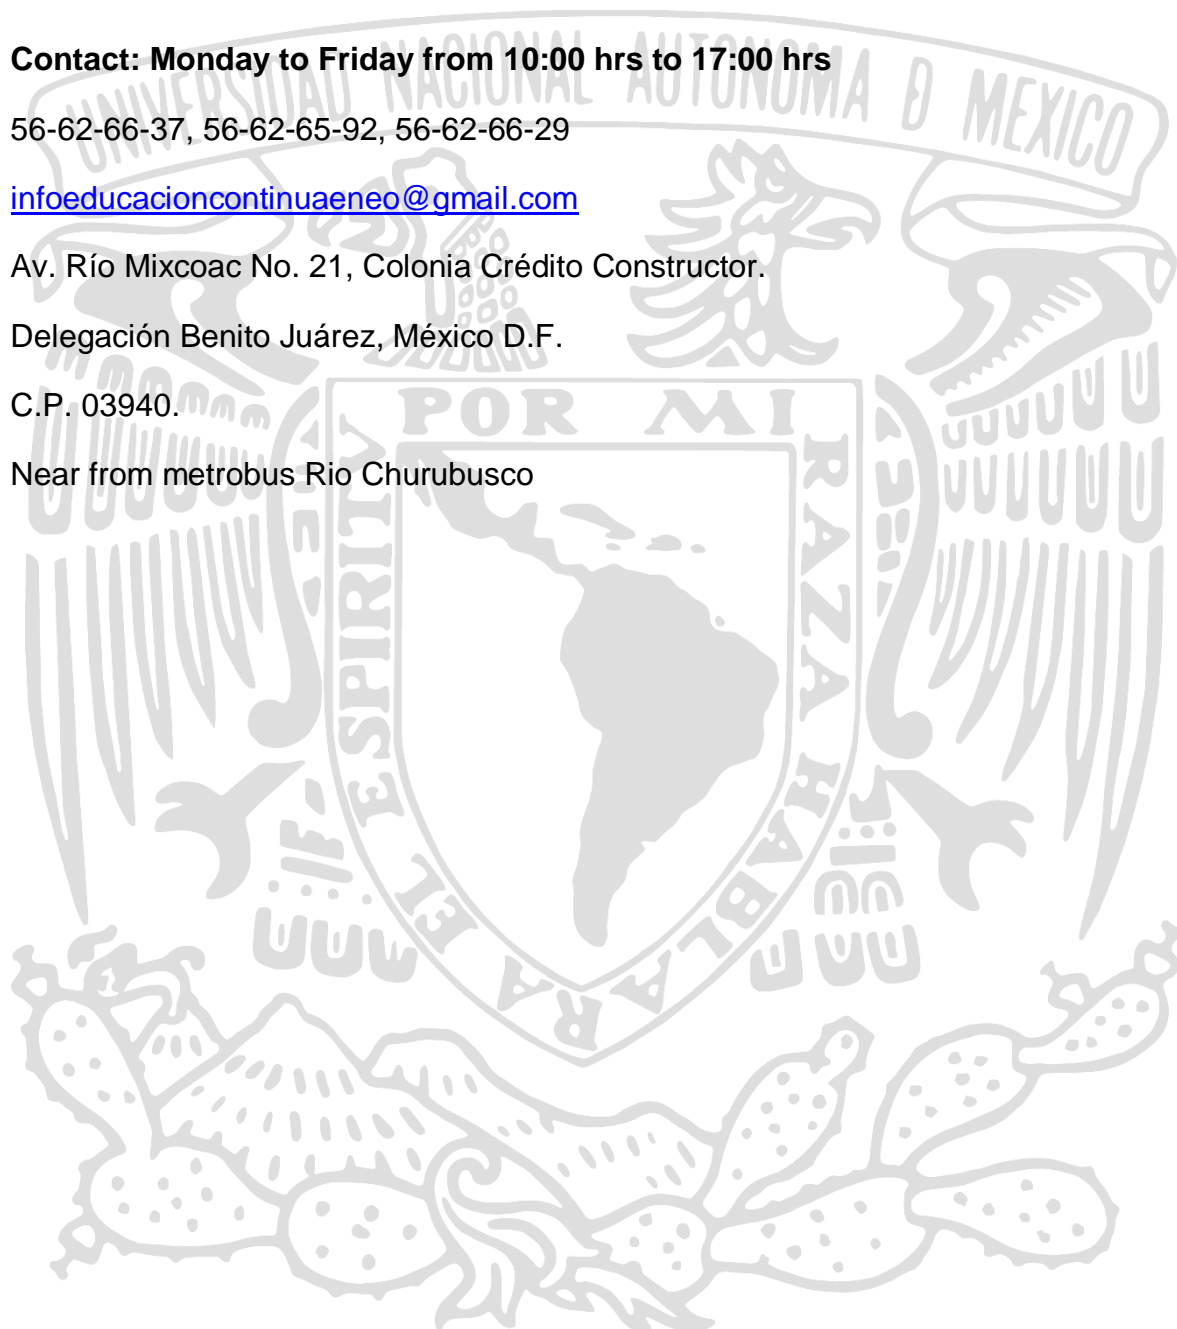 Contact: Monday to Friday from 10:00 hrs to 17:00 hrs
UNIVERSIDAD NACIONAL AUTONOMA D MEXICO
56-62-66-37, 56-62-65-92, 56-62-66-29
infoeducacioncontinuaeneo@gmail.com
Av. Río Mixcoac No. 21, Colonia Crédito Constructor.
Delegación Benito Juárez, México D.F.
C.P. 03940.
Near from metrobus Rio Churubusco
POR MI RAZA HABLARA EL ESPIRITV